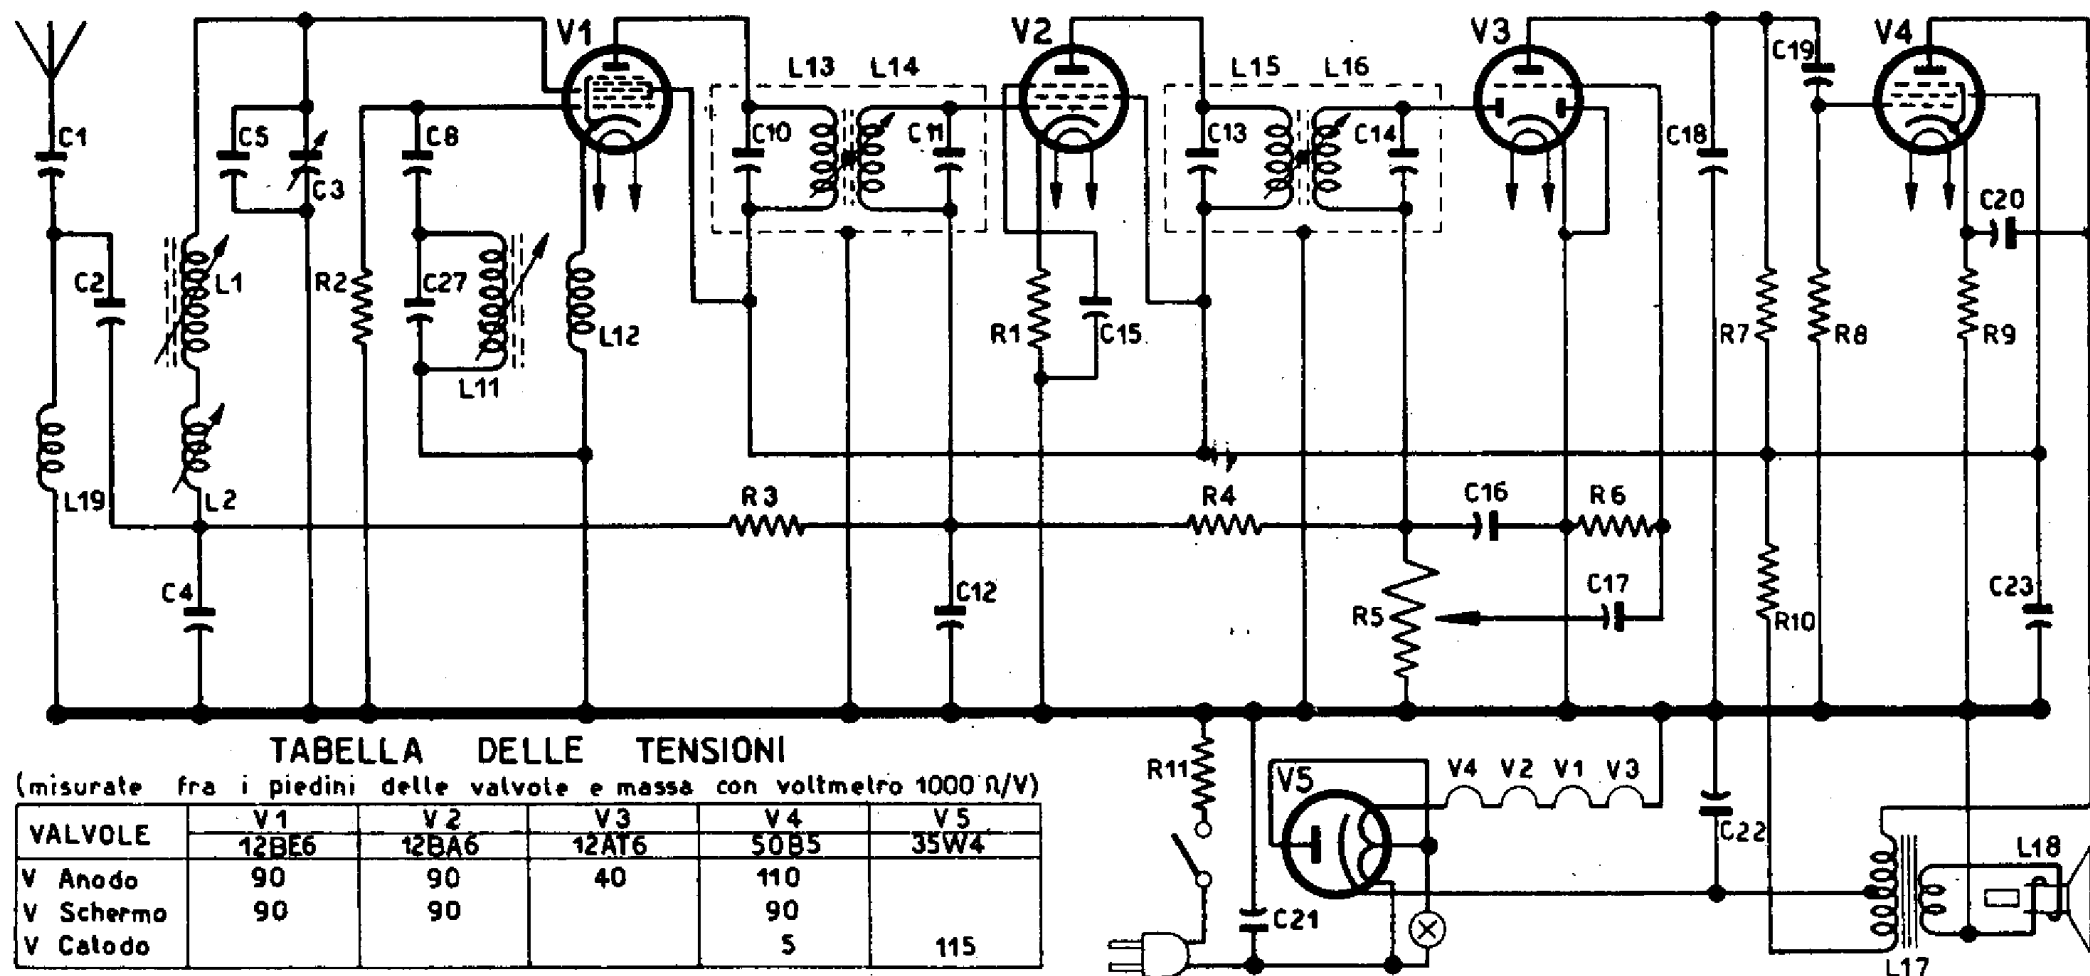 V1 V2 V3 V4
L13 L14 L15 L16 C19
C1 C5 C3 C8 C10 C11 C13 C14 C18
C20
C2 L1 R2 C27 L12 R1 C15 R7 R8 R9
L11
L19 L2 R3 R4 C16 R6
C4 C12 R5 C17 R10 C23
TABELLA DELLE TENSIONI
(misurate fra i piedini delle valvole e massa con voltmetro 1000 Ω/V)
VALVOLE V1 V2 V3 V4 V5
12BE6 12BA6 12AT6 50B5 35W4
V Anodo 90 90 40 110
V Schermo 90 90 90
V Catodo 5 115
R11 V5 V4 V2 V1 V3
C22 L18
C21
L17